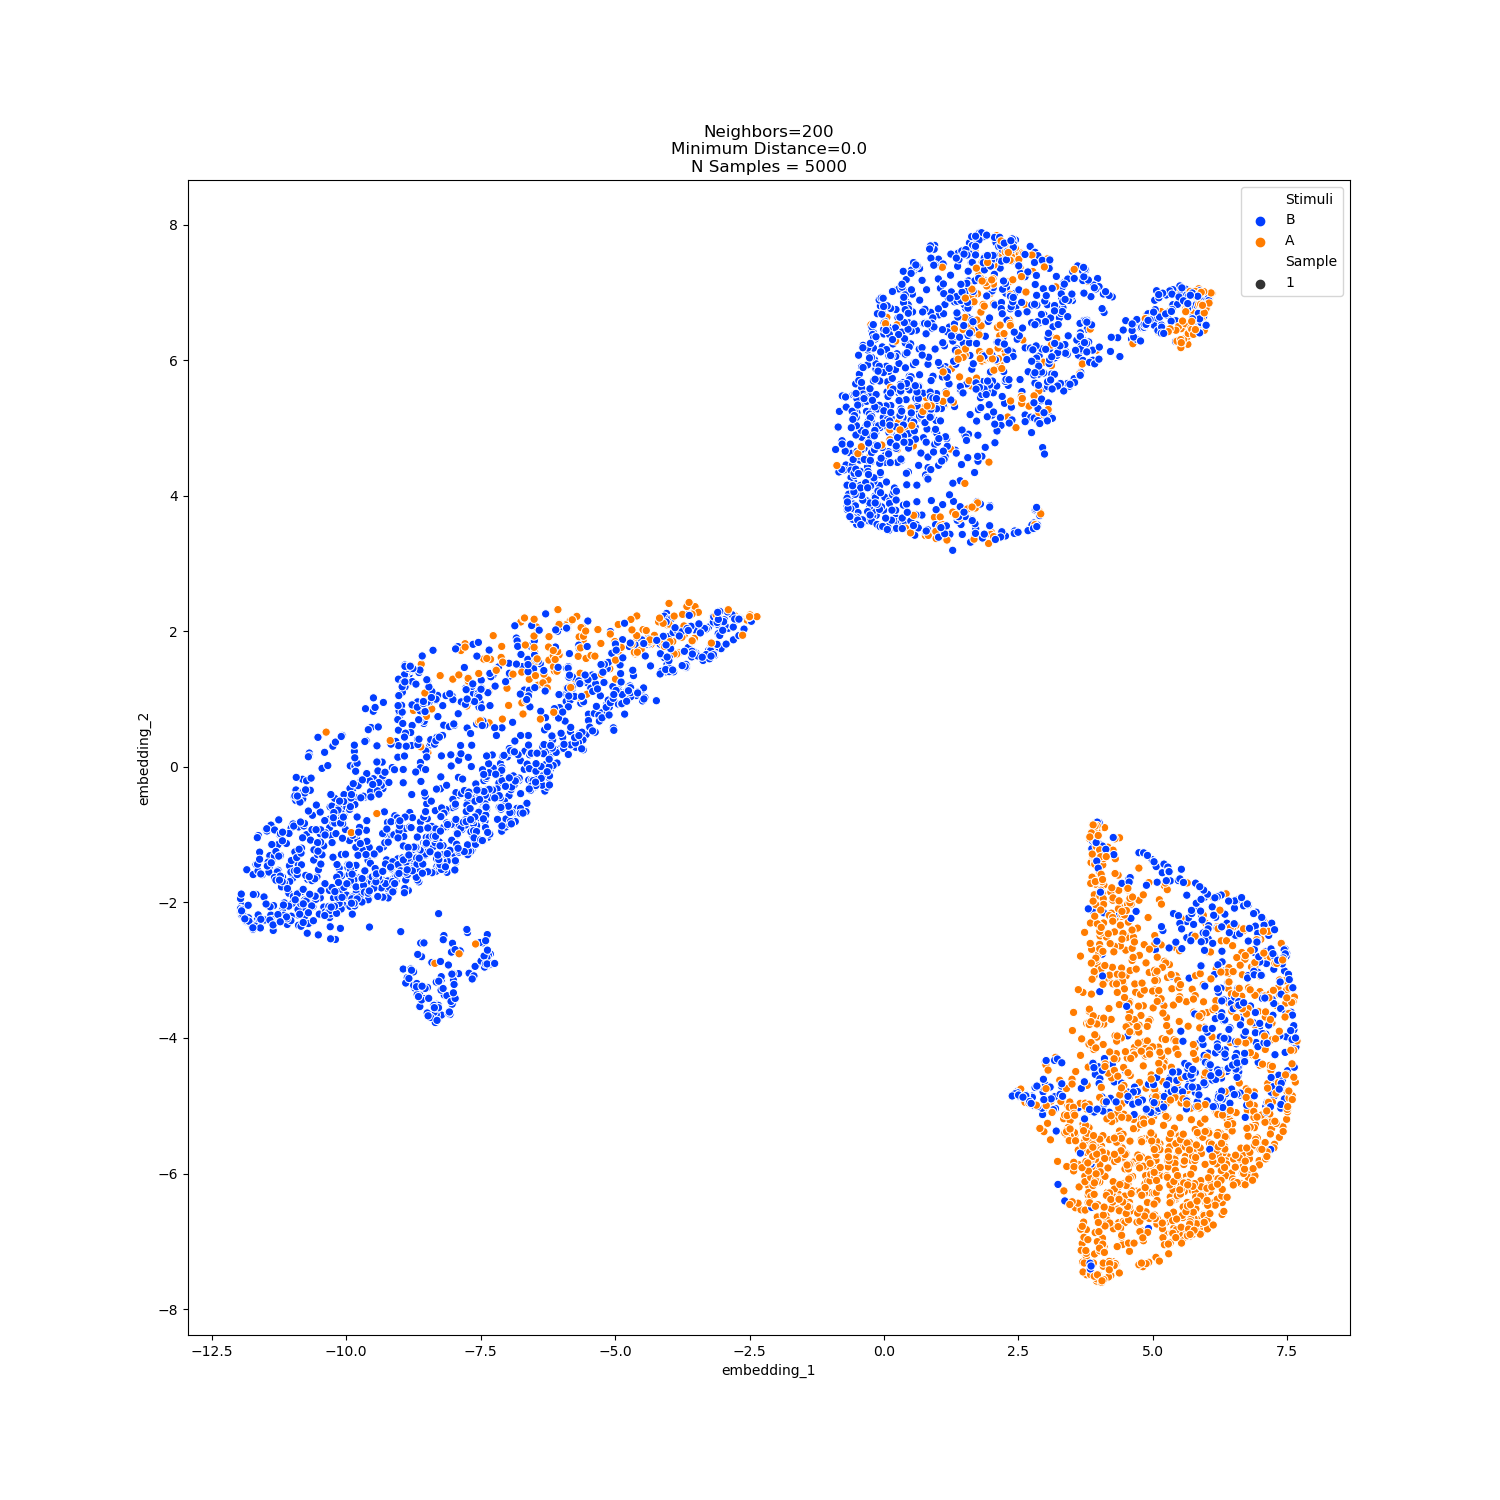 Neighbors=200
Minimum Distance=0.0
N Samples = 5000
Stimuli
B
A
Sample
1
embedding_2
8
6
4
2
0
−2
−4
−6
−8
−12.5 −10.0 −7.5 −5.0 −2.5 0.0 2.5 5.0 7.5
embedding_1